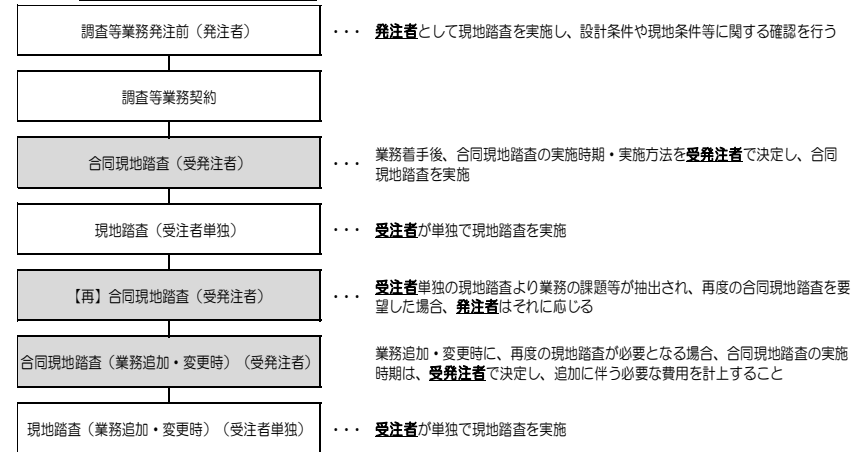 調査等業務発注前（発注者）
･･･ 発注者として現地踏査を実施し、設計条件や現地条件等に関する確認を行う
調査等業務契約
合同現地踏査（受発注者）
･･･ 業務着手後、合同現地踏査の実施時期・実施方法を受発注者で決定し、合同
現地踏査を実施
現地踏査（受注者単独）
･･･ 受注者が単独で現地踏査を実施
【再】合同現地踏査（受発注者）
･･･ 受注者単独の現地踏査より業務の課題等が抽出され、再度の合同現地踏査を要
望した場合、発注者はそれに応じる
合同現地踏査（業務追加・変更時）（受発注者）
業務追加・変更時に、再度の現地踏査が必要となる場合、合同現地踏査の実施
時期は、受発注者で決定し、追加に伴う必要な費用を計上すること
現地踏査（業務追加・変更時）（受注者単独）
･･･ 受注者が単独で現地踏査を実施